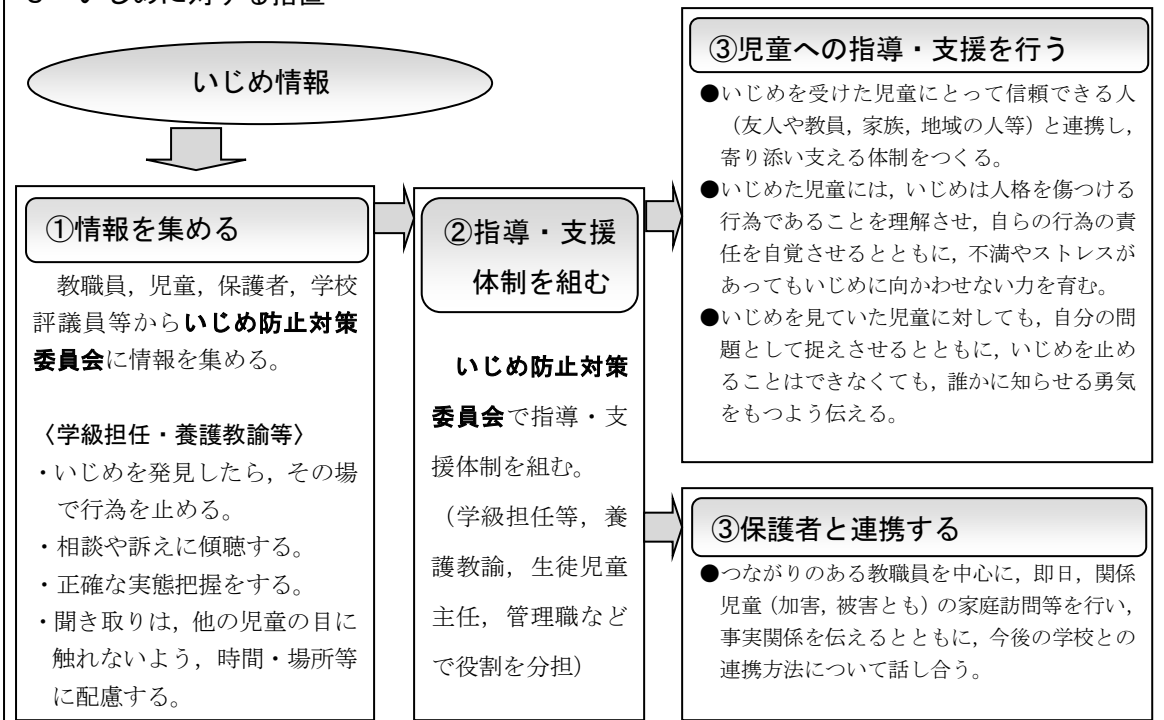 いじめに対する措置
いじめ情報
①情報を集める
教職員，児童，保護者，学校
評議員等からいじめ防止対策
委員会に情報を集める。
〈学級担任・養護教諭等〉
・いじめを発見したら，その場
で行為を止める。
・相談や訴えに傾聴する。
・正確な実態把握をする。
・聞き取りは，他の児童の目に
触れないよう，時間・場所等
に配慮する。
②指導・支援
体制を組む
いじめ防止対策
委員会で指導・支
援体制を組む。
（学級担任等，養
護教諭，生徒児童
主任，管理職など
で役割を分担）
③児童への指導・支援を行う
●いじめを受けた児童にとって信頼できる人
（友人や教員，家族，地域の人等）と連携し，
寄り添い支える体制をつくる。
●いじめた児童には，いじめは人格を傷つける
行為であることを理解させ，自らの行為の責
任を自覚させるとともに，不満やストレスが
あってもいじめに向かわせない力を育む。
●いじめを見ていた児童に対しても，自分の問
題として捉えさせるとともに，いじめを止め
ることはできなくても，誰かに知らせる勇気
をもつよう伝える。
③保護者と連携する
●つながりのある教職員を中心に，即日，関係
児童（加害，被害とも）の家庭訪問等を行い，
事実関係を伝えるとともに，今後の学校との
連携方法について話し合う。